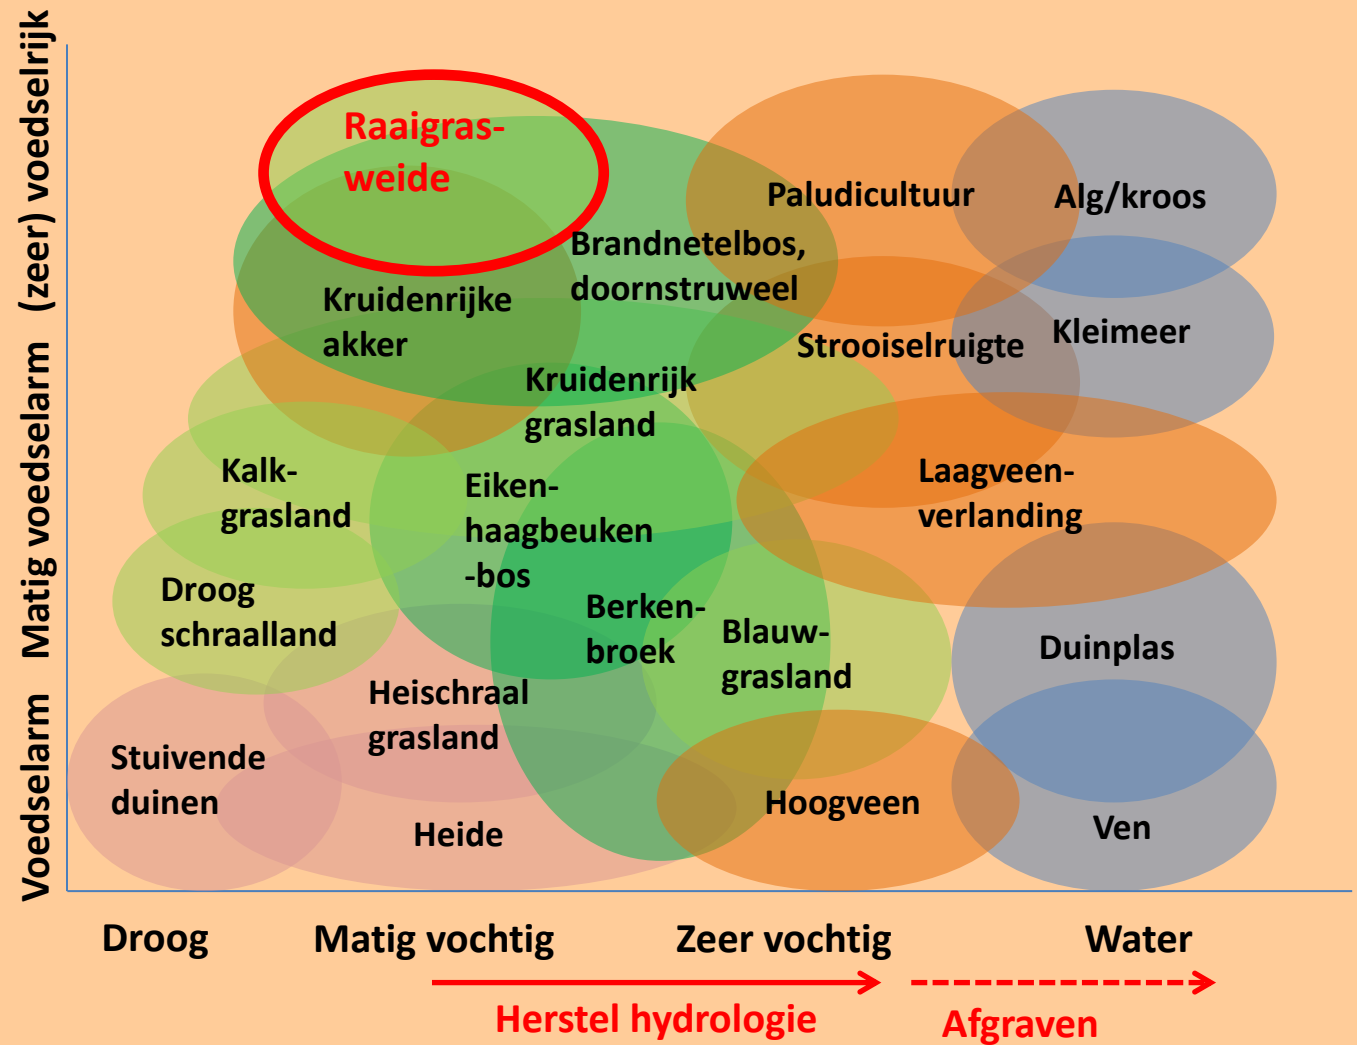 (zeer) voedselrijk
Matig voedselarm
Voedselarm
Raaigras-
weide
Paludicultuur
Alg/kroos
Brandnetelbos,
doornstruweel
Kruidenrijke
akker
Strooiselruigte
Kleimeer
Kruidenrijk
grasland
Kalk-
grasland
Eiken-
haagbeuken
-bos
Laagveen-
verlanding
Droog
schraalland
Berken-
broek
Blauw-
grasland
Duinplas
Heischraal
grasland
Stuivende
duinen
Heide
Hoogveen
Ven
Droog
Matig vochtig
Zeer vochtig
Water
Herstel hydrologie
Afgraven